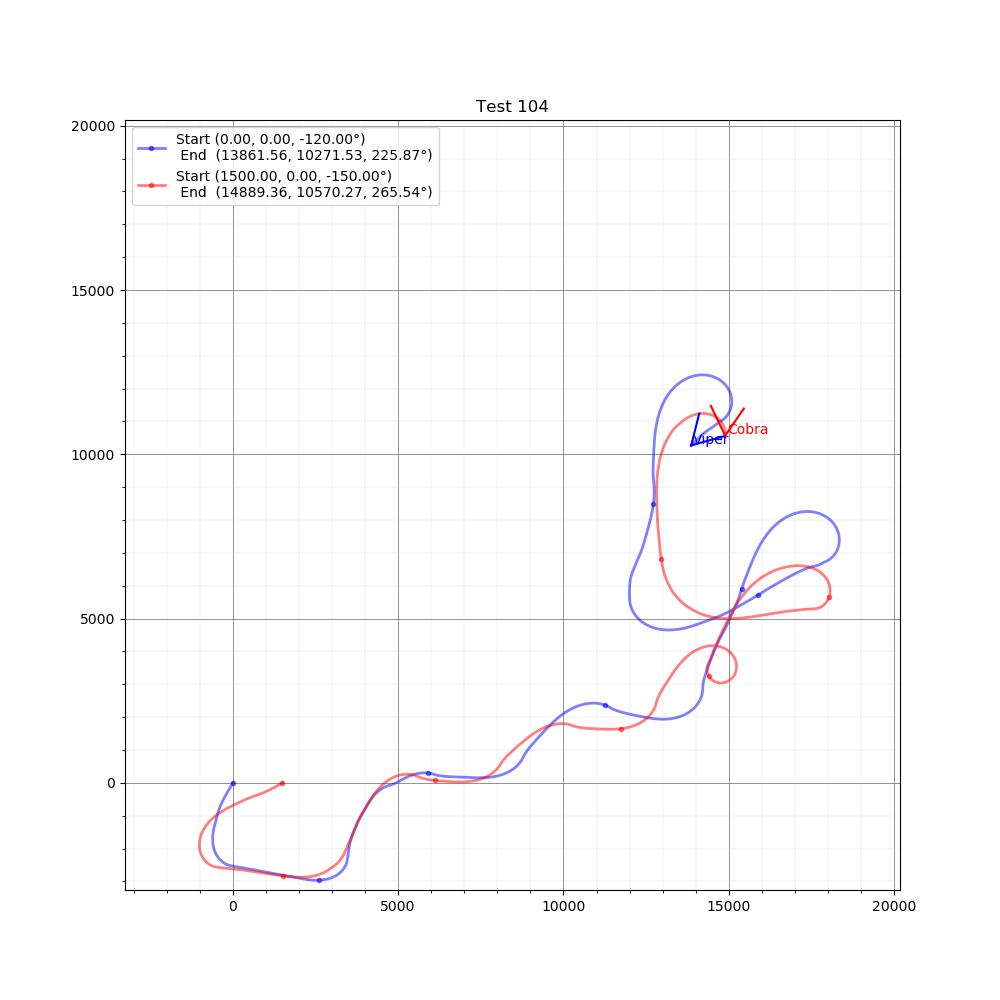 Test 104
20000
Start (0.00, 0.00, -120.00°)
End (13861.56, 10271.53, 225.87°)
Start (1500.00, 0.00, -150.00°)
End (14889.36, 10570.27, 265.54°)
15000
Cobra
Viper
10000
5000
0
0 5000 10000 15000 20000